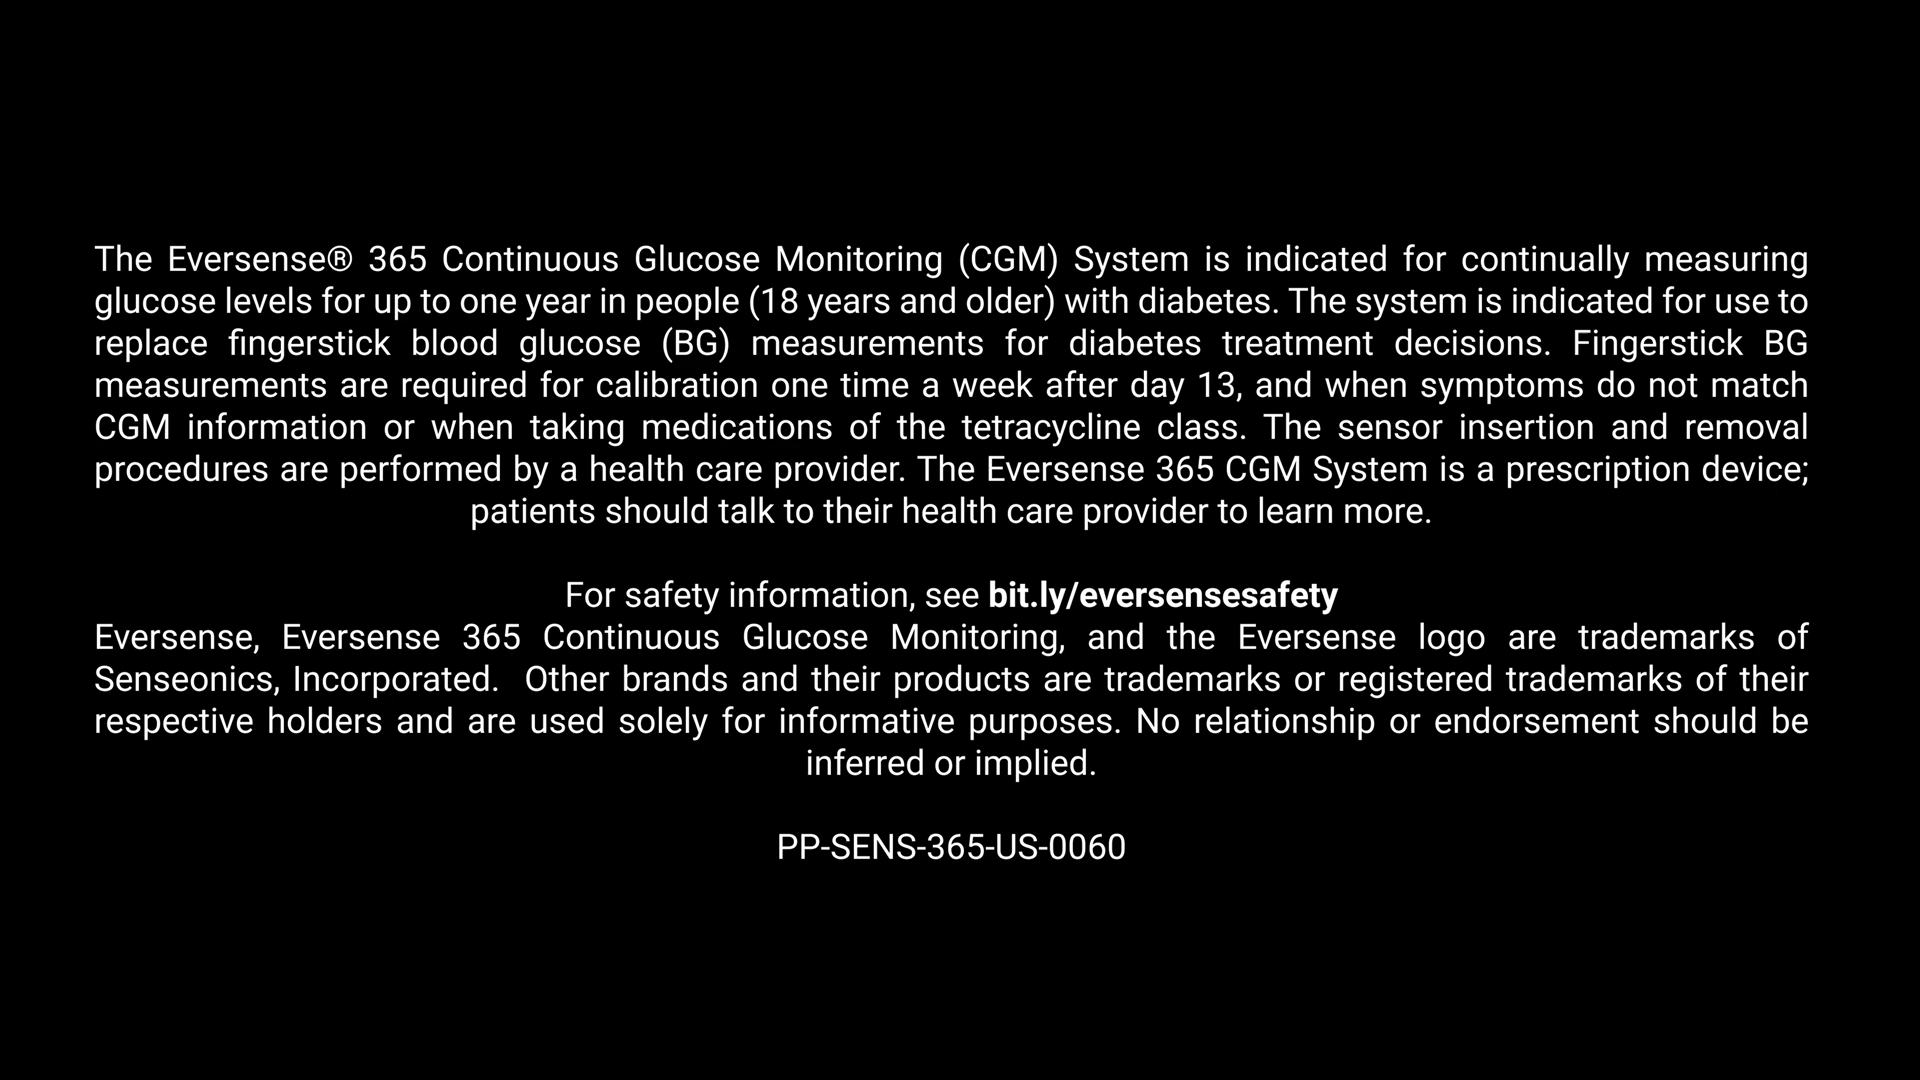 The Eversense® 365 Continuous Glucose Monitoring (CGM) System is indicated for continually measuring
glucose levels for up to one year in people (18 years and older) with diabetes. The system is indicated for use to
replace fingerstick blood glucose (BG) measurements for diabetes treatment decisions. Fingerstick BG
measurements are required for calibration one time a week after day 13, and when symptoms do not match
CGM information or when taking medications of the tetracycline class. The sensor insertion and removal
procedures are performed by a health care provider. The Eversense 365 CGM System is a prescription device;
patients should talk to their health care provider to learn more.
For safety information, see bit.ly/eversensesafety
Eversense, Eversense 365 Continuous Glucose Monitoring, and the Eversense logo are trademarks of
Senseonics, Incorporated. Other brands and their products are trademarks or registered trademarks of their
respective holders and are used solely for informative purposes. No relationship or endorsement should be
inferred or implied.
PP-SENS-365-US-0060